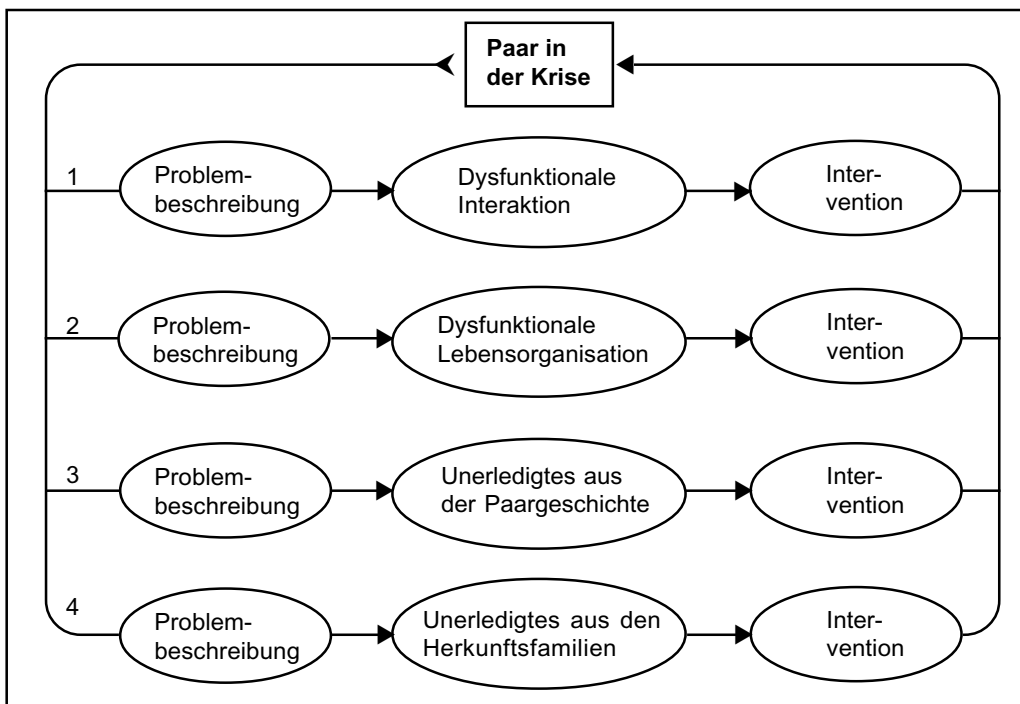 Paar in
der Krise
1
Problem-
beschreibung
Dysfunktionale
Interaktion
Inter-
vention
2
Problem-
beschreibung
Dysfunktionale
Lebensorganisation
Inter-
vention
3
Problem-
beschreibung
Unerledigtes aus
der Paargeschichte
Inter-
vention
4
Problem-
beschreibung
Unerledigtes aus den
Herkunftsfamilien
Inter-
vention